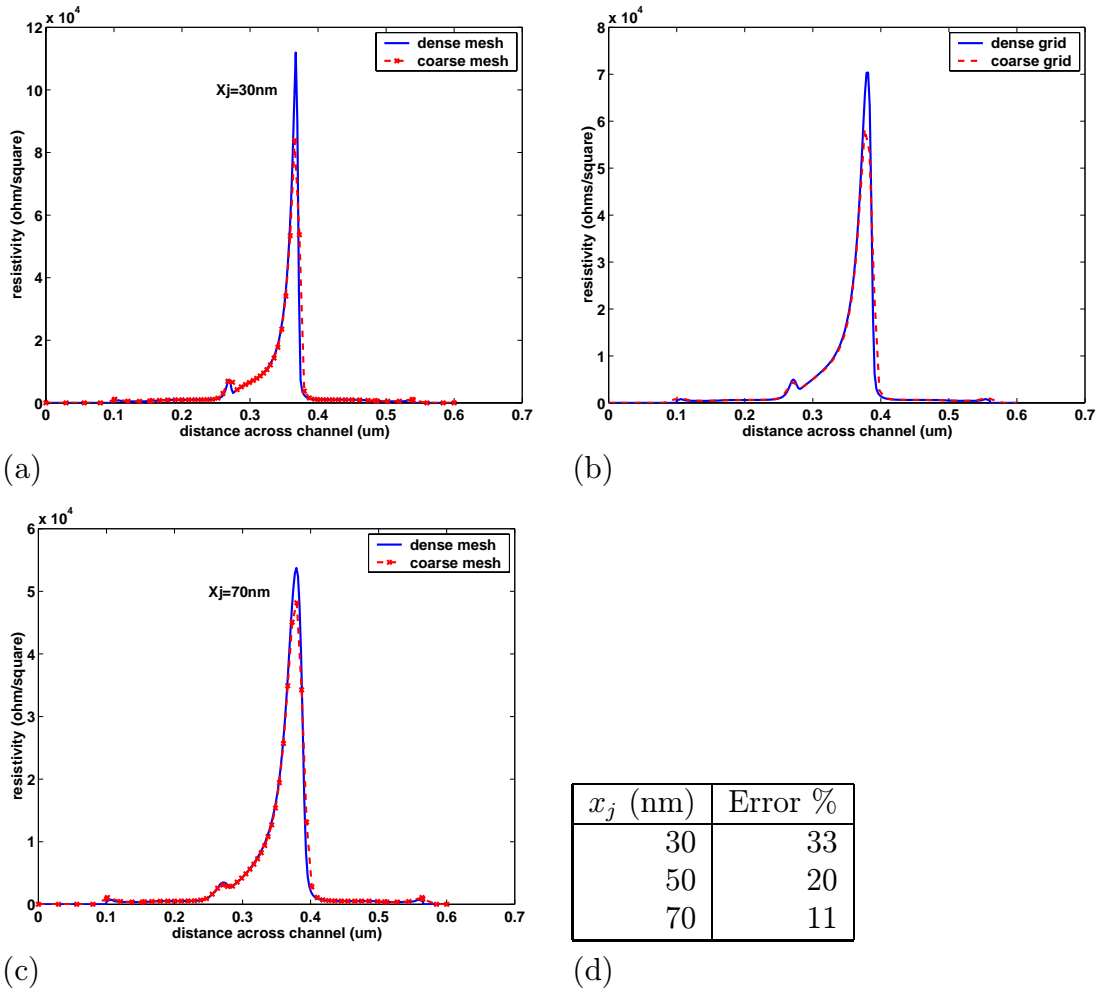 x 10^4
12
10
8
6
4
2
0
resistivity (ohm/square)
dense mesh
coarse mesh
Xj=30nm
0 0.1 0.2 0.3 0.4 0.5 0.6 0.7
distance across channel (um)
(a)
x 10^4
8
7
6
5
4
3
2
1
0
resistivity (ohms/square)
dense grid
coarse grid
0 0.1 0.2 0.3 0.4 0.5 0.6 0.7
distance across channel (um)
(b)
x 10^4
6
5
4
3
2
1
0
resistivity (ohm/square)
dense mesh
coarse mesh
Xj=70nm
0 0.1 0.2 0.3 0.4 0.5 0.6 0.7
distance across channel (um)
(c)
x_j (nm) Error %
30 33
50 20
70 11
(d)